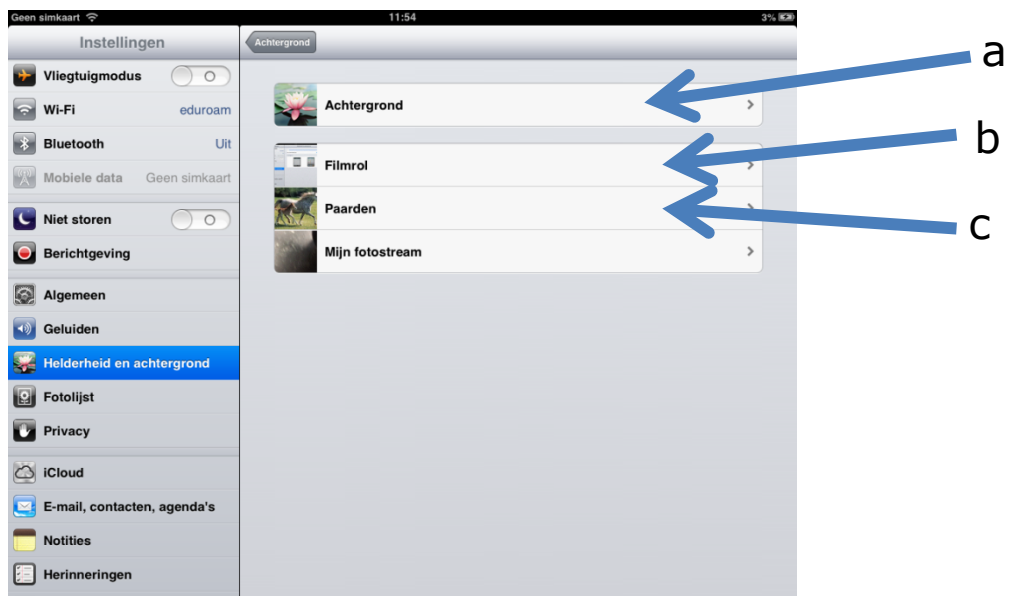 Geen simkaart 11:54 3%
Instellingen
Achtergrond
Vliegtuigmodus
Wi-Fi eduroam
Bluetooth Uit
Mobiele data Geen simkaart
Niet storen
Berichtgeving
Algemeen
Geluiden
Helderheid en achtergrond
Fotolijst
Privacy
iCloud
E-mail, contacten, agenda's
Notities
Herinneringen
Achtergrond
Filmrol
Paarden
Mijn fotostream
a
b
c